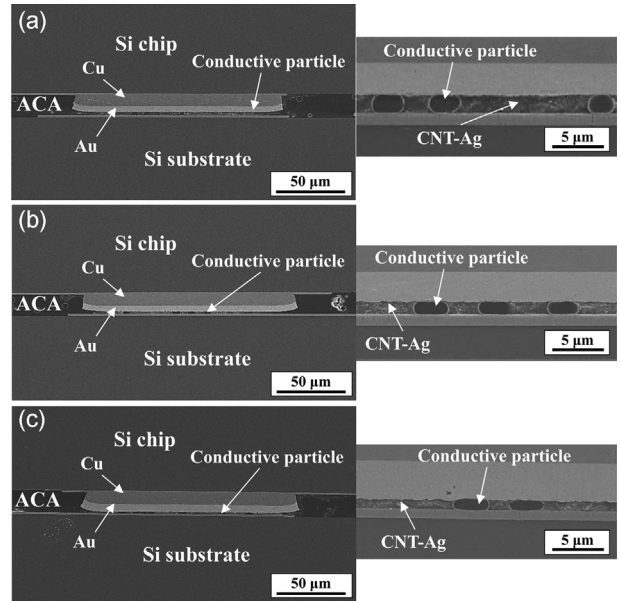 (a)
Si chip
Cu
Conductive particle
ACA
Au
Si substrate
50 μm
Conductive particle
CNT-Ag
5 μm
(b)
Si chip
Cu
Conductive particle
ACA
Au
Si substrate
50 μm
Conductive particle
CNT-Ag
5 μm
(c)
Si chip
Cu
Conductive particle
ACA
Au
Si substrate
50 μm
Conductive particle
CNT-Ag
5 μm